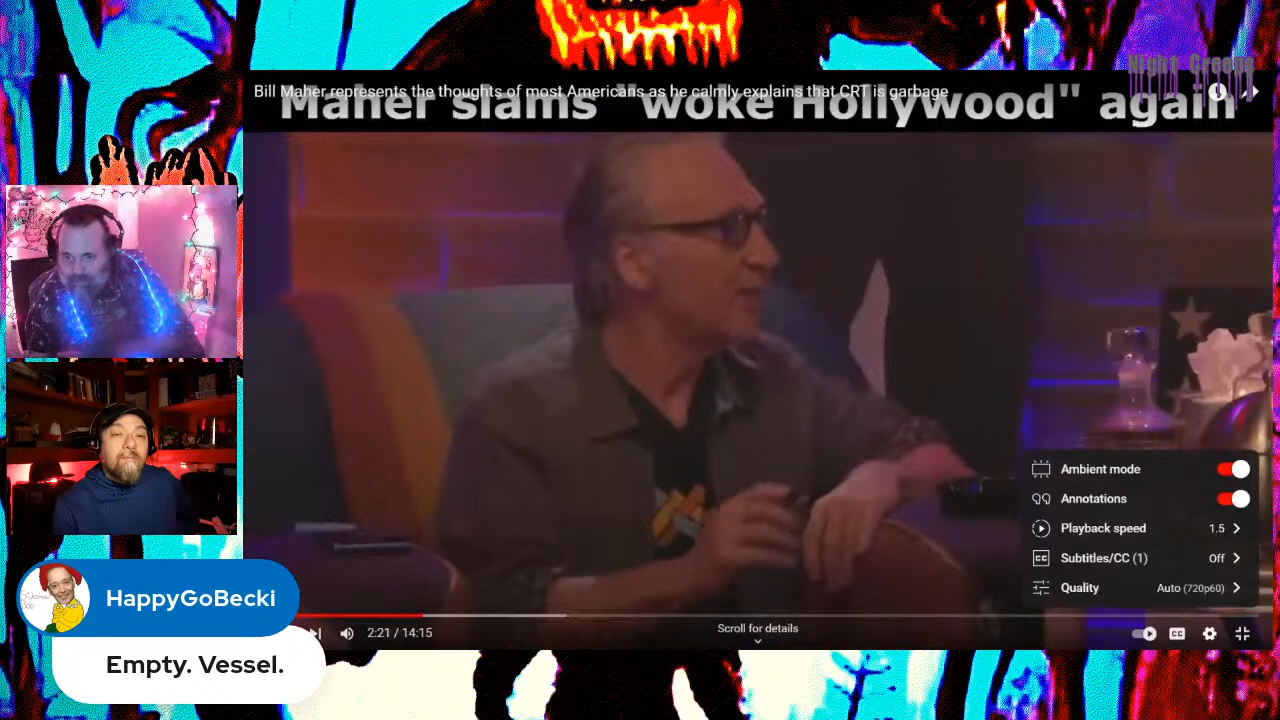 Night Creeps
Bill Maher represents the thoughts of most Americans as he calmly explains that CRT is garbage
Maher slams "woke Hollywood" again
Ambient mode
Annotations
Playback speed 1.5
Subtitles/CC (1) Off
Quality Auto (720p60)
HappyGoBecki
Empty. Vessel.
2:21 / 14:15
Scroll for details